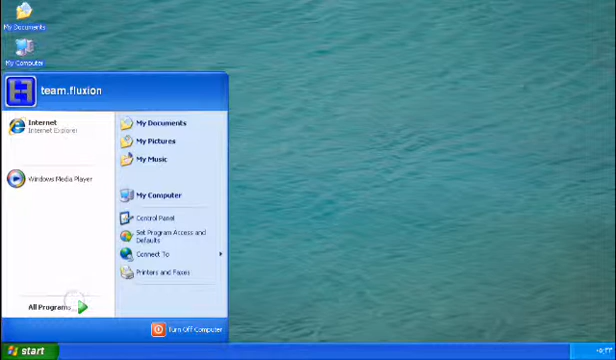 My Documents
My Computer
team.fluxion
Internet
Internet Explorer
Windows Media Player
All Programs
My Documents
My Pictures
My Music
My Computer
Control Panel
Set Program Access and
Defaults
Connect To
Printers and Faxes
Turn Off Computer
start